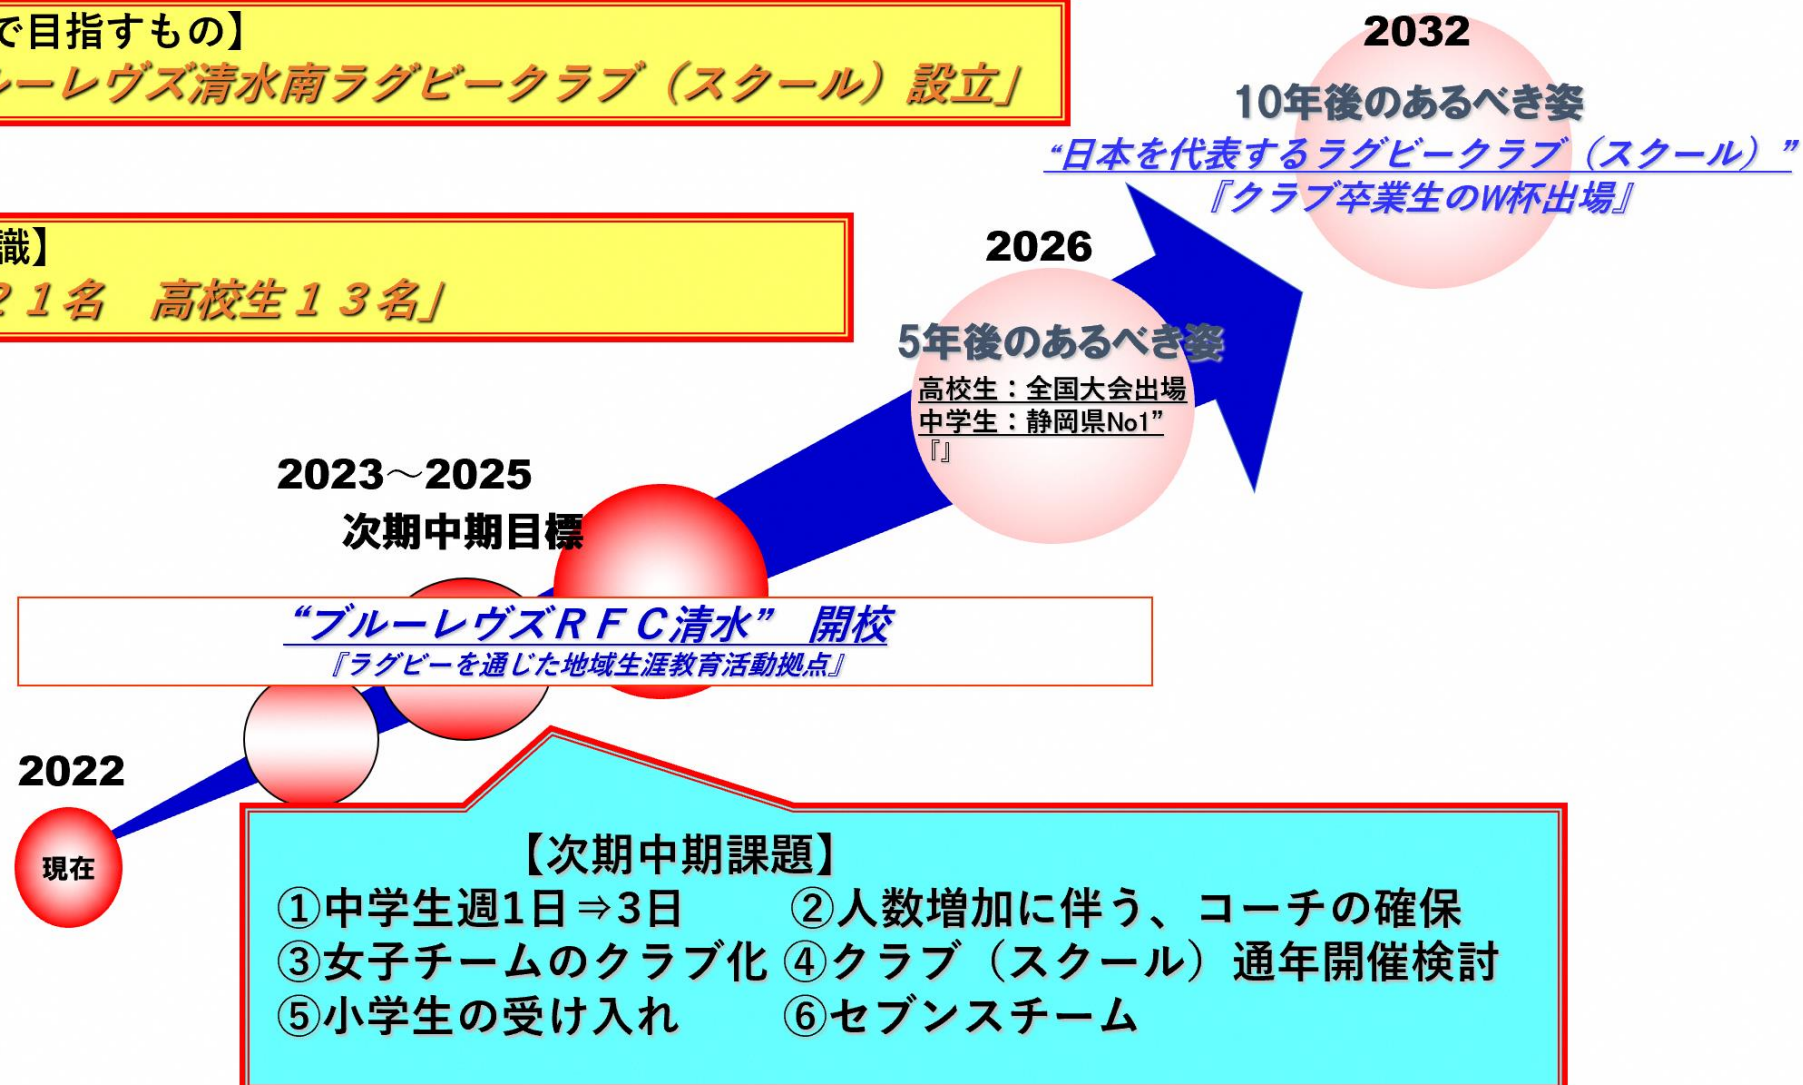 で目指すもの】
ルーレヴズ清水南ラグビークラブ（スクール）設立」
2032
10年後のあるべき姿
“日本を代表するラグビークラブ（スクール）”
『クラブ卒業生のW杯出場』
識】
２１名　高校生１３名」
2026
5年後のあるべき姿
高校生：全国大会出場
中学生：静岡県No1”
『』
2023～2025
次期中期目標
“ブルーレヴズＲＦＣ清水”　開校
『ラグビーを通じた地域生涯教育活動拠点』
2022
現在
【次期中期課題】
①中学生週1日⇒3日　　②人数増加に伴う、コーチの確保
③女子チームのクラブ化 ④クラブ（スクール）通年開催検討
⑤小学生の受け入れ　　⑥セブンスチーム